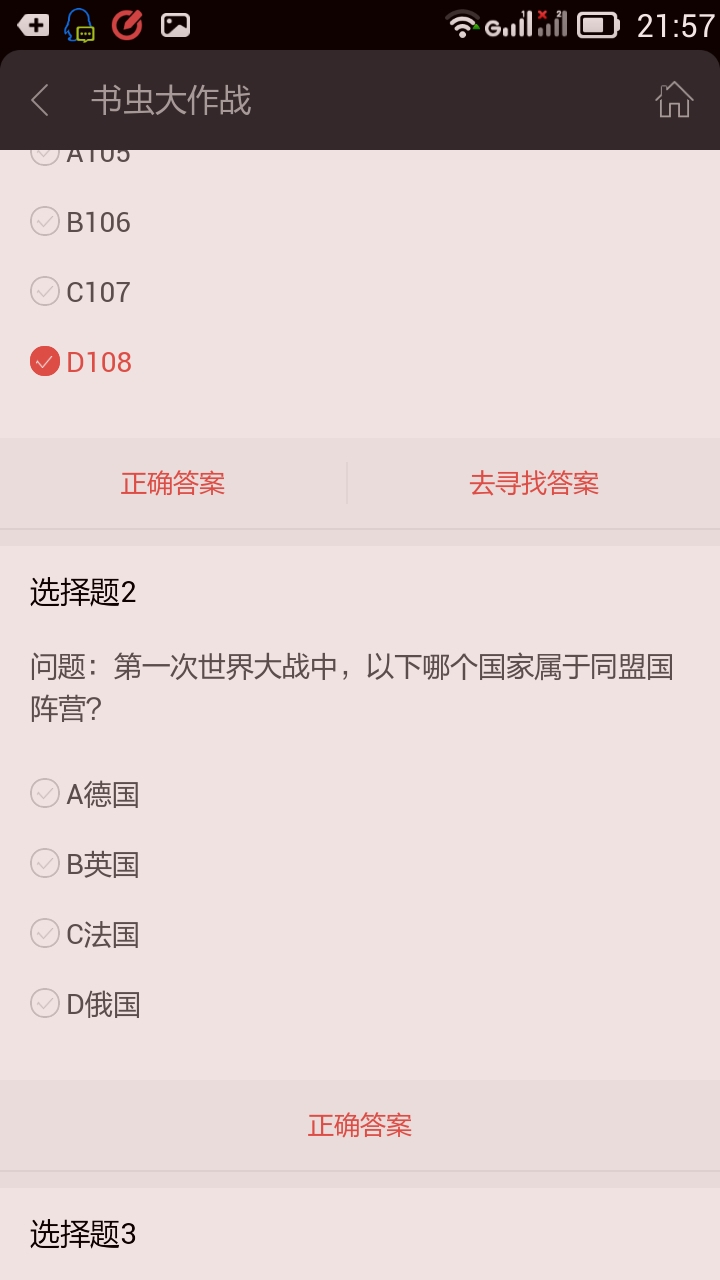 21:57
书虫大作战
A105
B106
C107
D108
正确答案
去寻找答案
选择题2
问题：第一次世界大战中，以下哪个国家属于同盟国
阵营?
A德国
B英国
C法国
D俄国
正确答案
选择题3